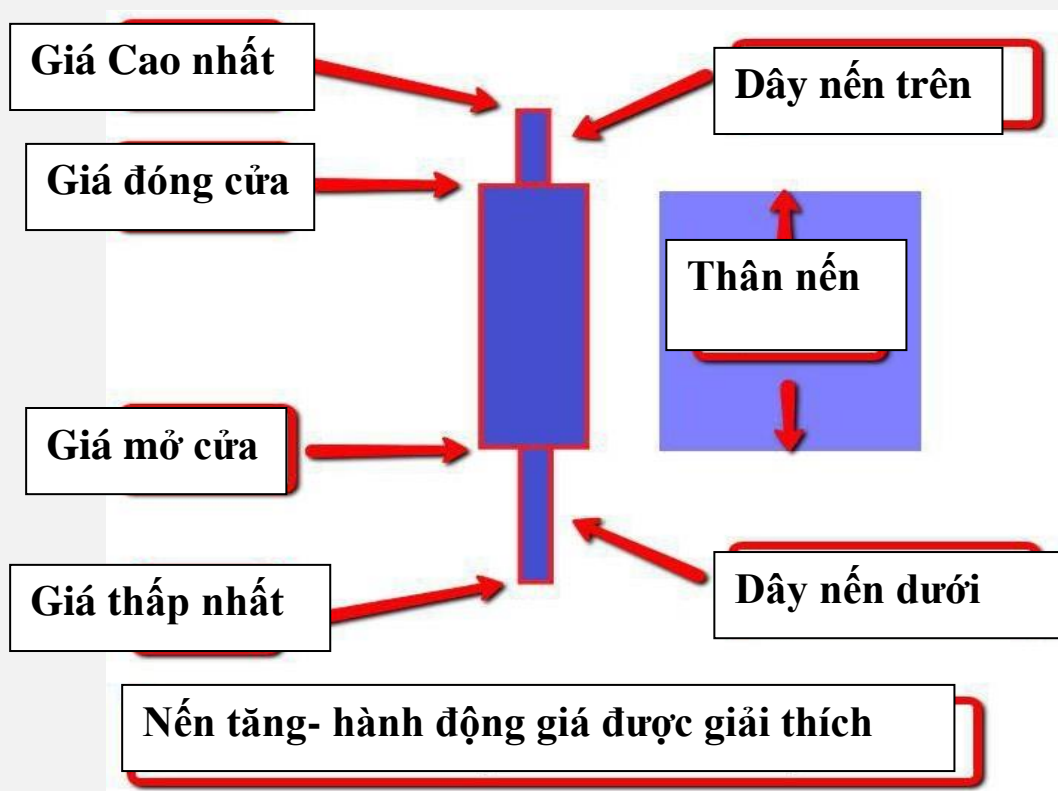 Giá Cao nhất
Dây nến trên
Giá đóng cửa
Thân nến
Giá mở cửa
Giá thấp nhất
Dây nến dưới
Nến tăng- hành động giá được giải thích